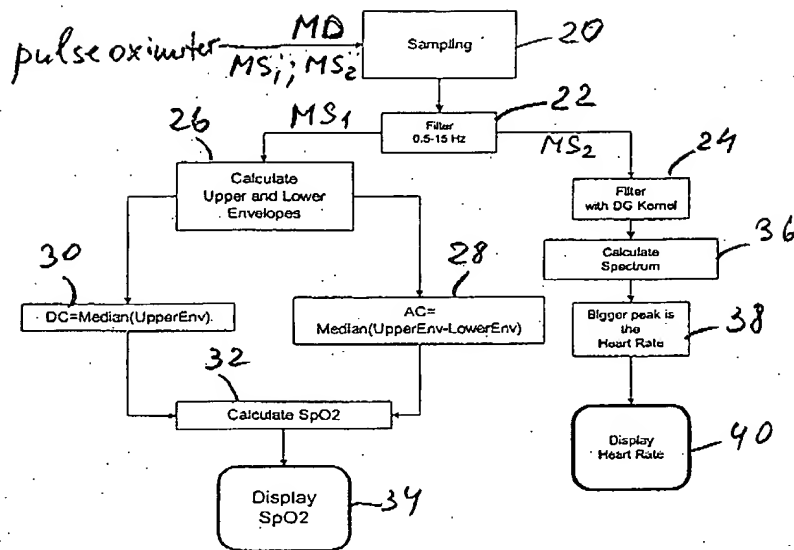 pulse oximeter
MD
MS1; MS2
Sampling
20
Filter
0.5-15 Hz
22
MS1
MS2
26
Calculate
Upper and Lower
Envelopes
24
Filter
with DG Kernel
30
DC=Median(UpperEnv).
28
AC=
Median(UpperEnv-LowerEnv)
Calculate
Spectrum
36
Bigger peak is
the
Heart Rate
38
32
Calculate SpO2
Display
SpO2
34
Display
Heart Rate
40